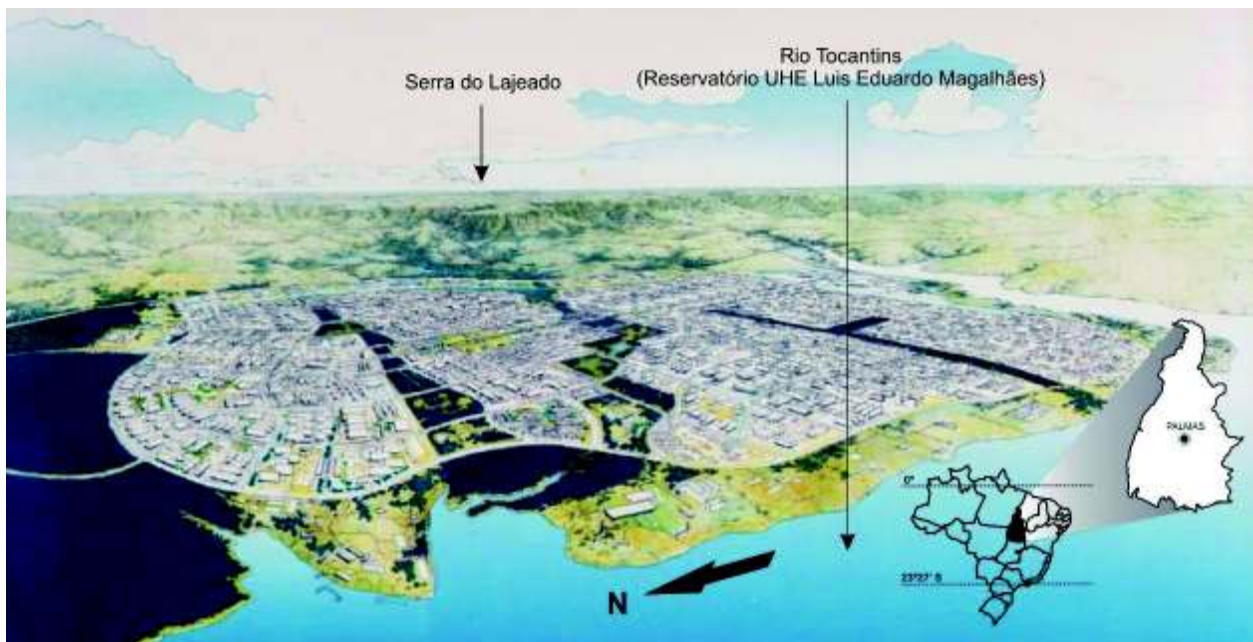 Rio Tocantins
Serra do Lajeado
(Reservatório UHE Luis Eduardo Magalhães)
PALMAS
0°
23°27' S
N